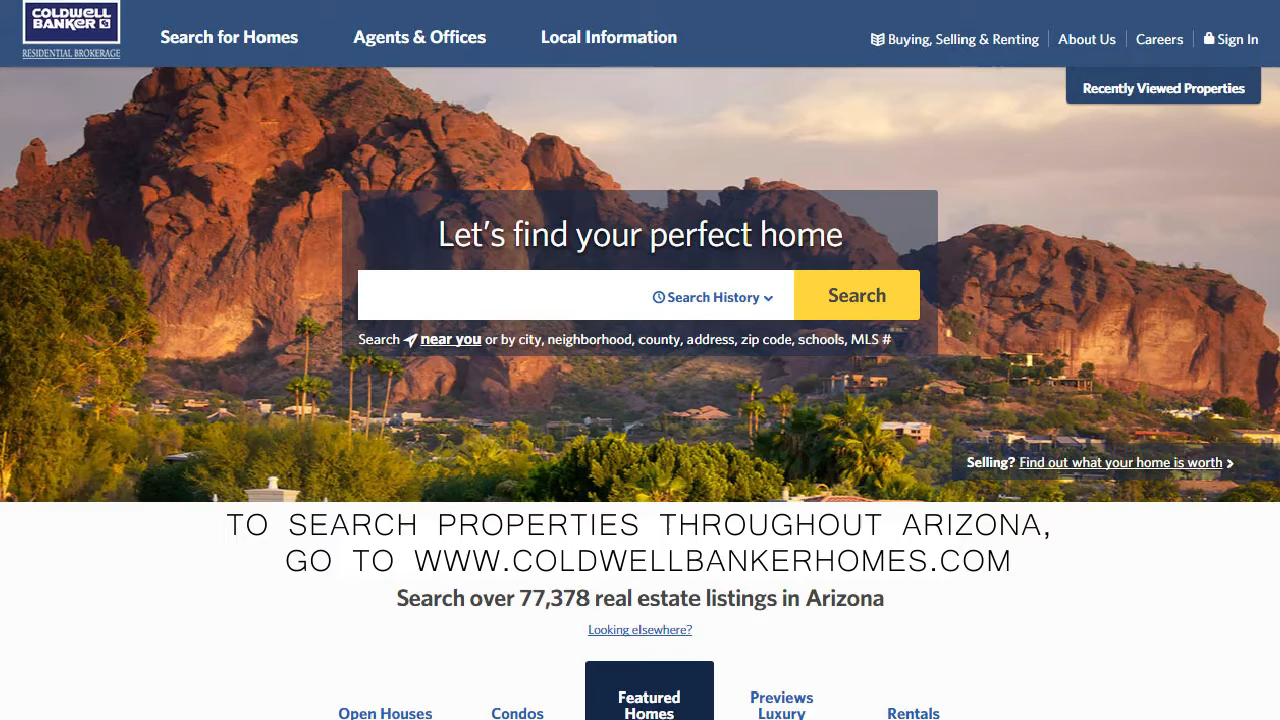 COLDWELL
BANKER
RESIDENTIAL BROKERAGE
Search for Homes
Agents & Offices
Local Information
Buying, Selling & Renting
About Us
Careers
Sign In
Recently Viewed Properties
Let's find your perfect home
Search History
Search
Search near you or by city, neighborhood, county, address, zip code, schools, MLS #
Selling? Find out what your home is worth
TO SEARCH PROPERTIES THROUGHOUT ARIZONA,
GO TO WWW.COLDWELLBANKERHOMES.COM
Search over 77,378 real estate listings in Arizona
Looking elsewhere?
Open Houses
Condos
Featured
Homes
Previews
Luxury
Rentals